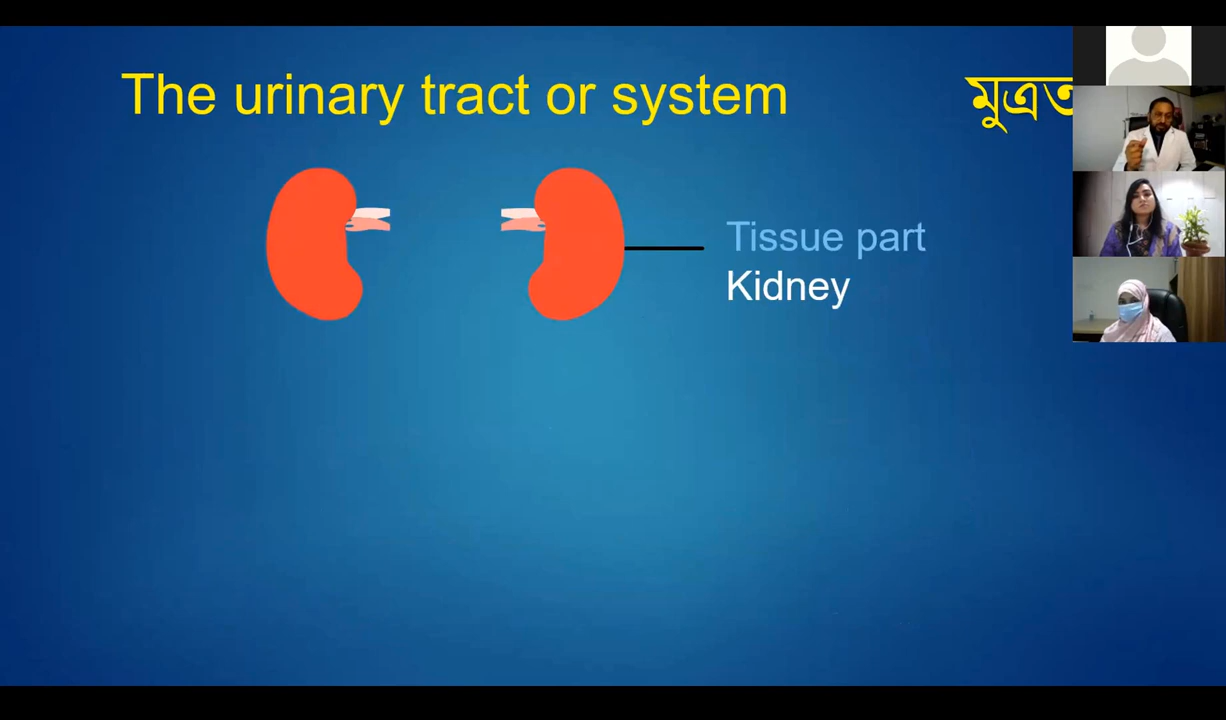 The urinary tract or system
Tissue part
Kidney